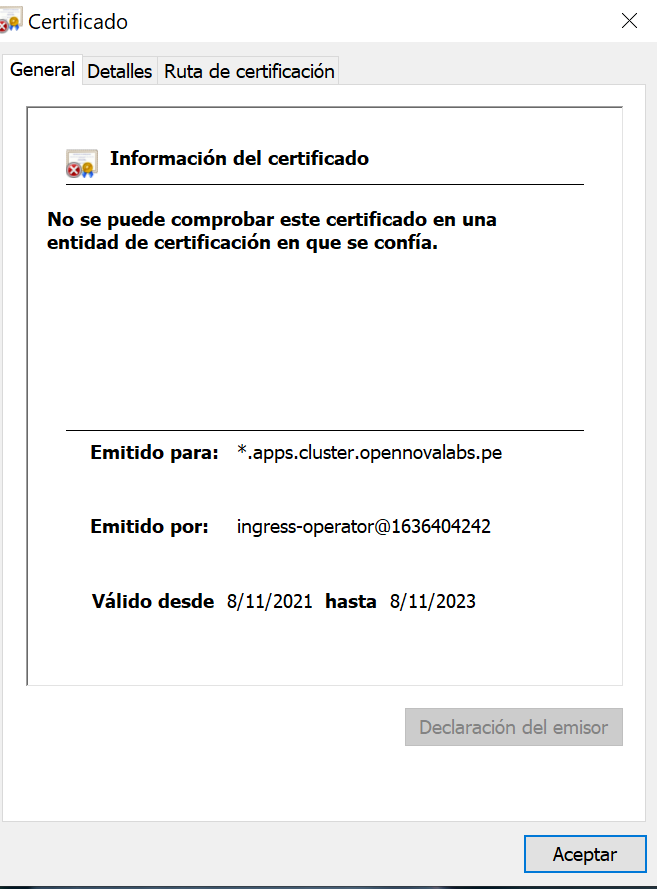 Certificado
General Detalles Ruta de certificación
Información del certificado
No se puede comprobar este certificado en una
entidad de certificación en que se confía.
Emitido para: *.apps.cluster.opennovalabs.pe
Emitido por: ingress-operator@1636404242
Válido desde 8/11/2021 hasta 8/11/2023
Declaración del emisor
Aceptar